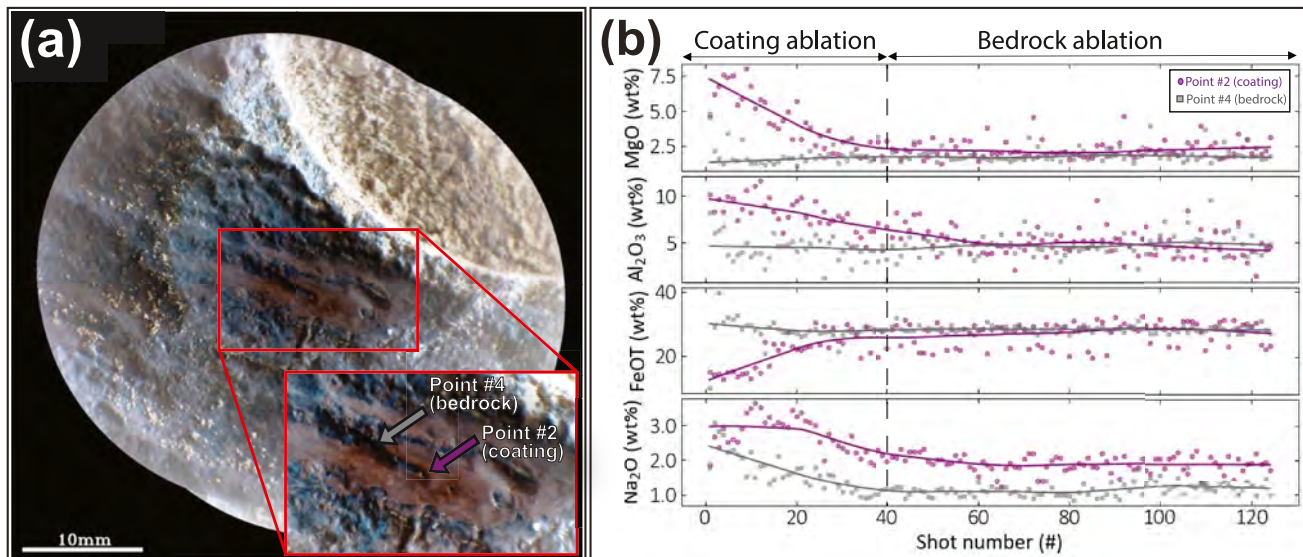 (a)
Point #4
(bedrock)
Point #2
(coating)
10mm
(b)
Coating ablation
Bedrock ablation
Point #2 (coating)
Point #4 (bedrock)
MgO (wt%)
7.5
5.0
2.5
Al₂O₃ (wt%)
10
5
FeOT (wt%)
40
20
Na₂O (wt%)
3.0
2.0
1.0
0 20 40 60 80 100 120
Shot number (#)